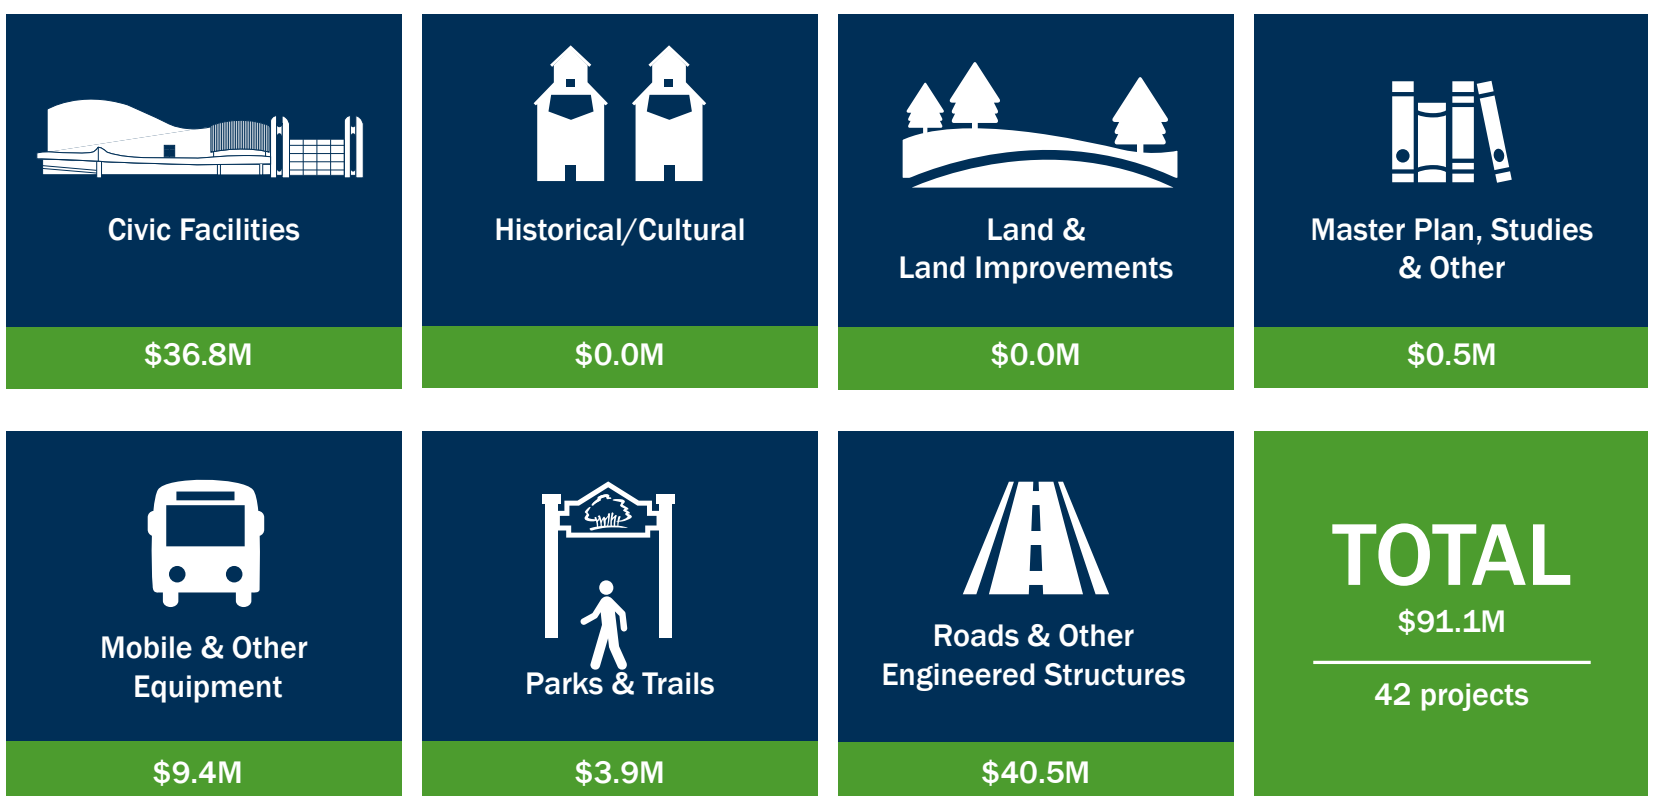 Civic Facilities
$36.8M
Historical/Cultural
$0.0M
Land &
Land Improvements
$0.0M
Master Plan, Studies
& Other
$0.5M
Mobile & Other
Equipment
$9.4M
Parks & Trails
$3.9M
Roads & Other
Engineered Structures
$40.5M
TOTAL
$91.1M
42 projects